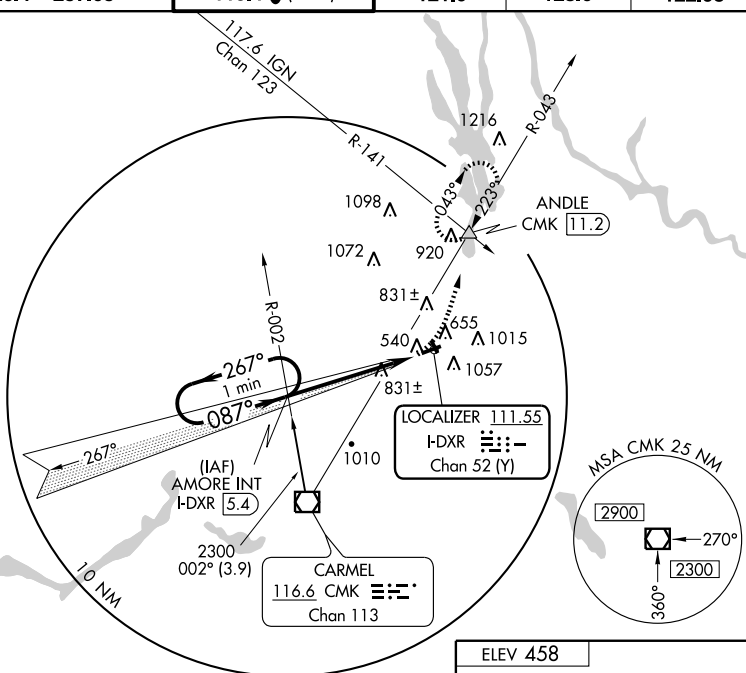 117.6 IGN
Chan 123
R-141
1216
R-043
043°
223°
ANDLE
CMK 11.2
1098
920
1072
831±
R-002
655
540
1015
1057
831±
267°
1 min
087°
267°
LOCALIZER 111.55
I-DXR
Chan 52 (Y)
(IAF)
AMORE INT
I-DXR 5.4
1010
2300
002° (3.9)
CARMEL
116.6 CMK
Chan 113
10 NM
MSA CMK 25 NM
2900
270°
2300
360°
ELEV 458